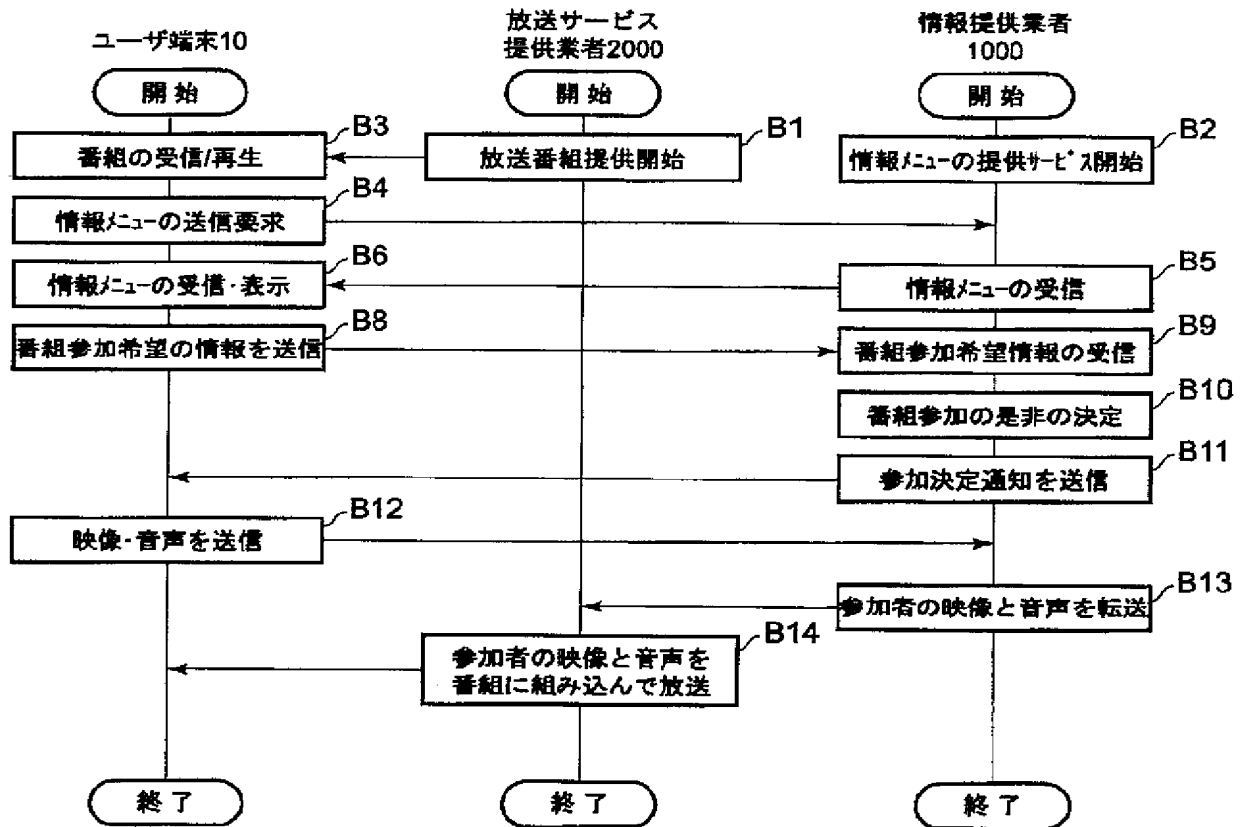 ユーザ端末10
放送サービス
提供業者2000
情報提供業者
1000
開始
開始
開始
B3
番組の受信/再生
B1
放送番組提供開始
B2
情報メニューの提供サービス開始
B4
情報メニューの送信要求
B6
情報メニューの受信・表示
B5
情報メニューの受信
B8
番組参加希望の情報を送信
B9
番組参加希望情報の受信
B10
番組参加の是非の決定
B11
参加決定通知を送信
B12
映像・音声を送信
B13
参加者の映像と音声を転送
B14
参加者の映像と音声を
番組に組み込んで放送
終了
終了
終了